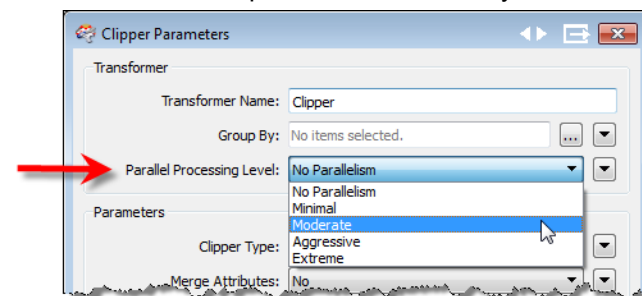 Clipper Parameters
Transformer
Transformer Name: Clipper
Group By: No items selected. ...
Parallel Processing Level: No Parallelism
No Parallelism
Minimal
Parameters
Moderate
Clipper Type: Aggressive
Extreme
Merge Attributes: No